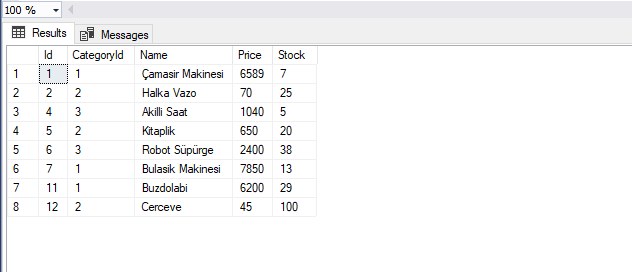 100 %
Results Messages
Id CategoryId Name Price Stock
1 1 1 Çamasir Makinesi 6589 7
2 2 2 Halka Vazo 70 25
3 4 3 Akilli Saat 1040 5
4 5 2 Kitaplik 650 20
5 6 3 Robot Süpürge 2400 38
6 7 1 Bulasik Makinesi 7850 13
7 11 1 Buzdolabi 6200 29
8 12 2 Cerceve 45 100